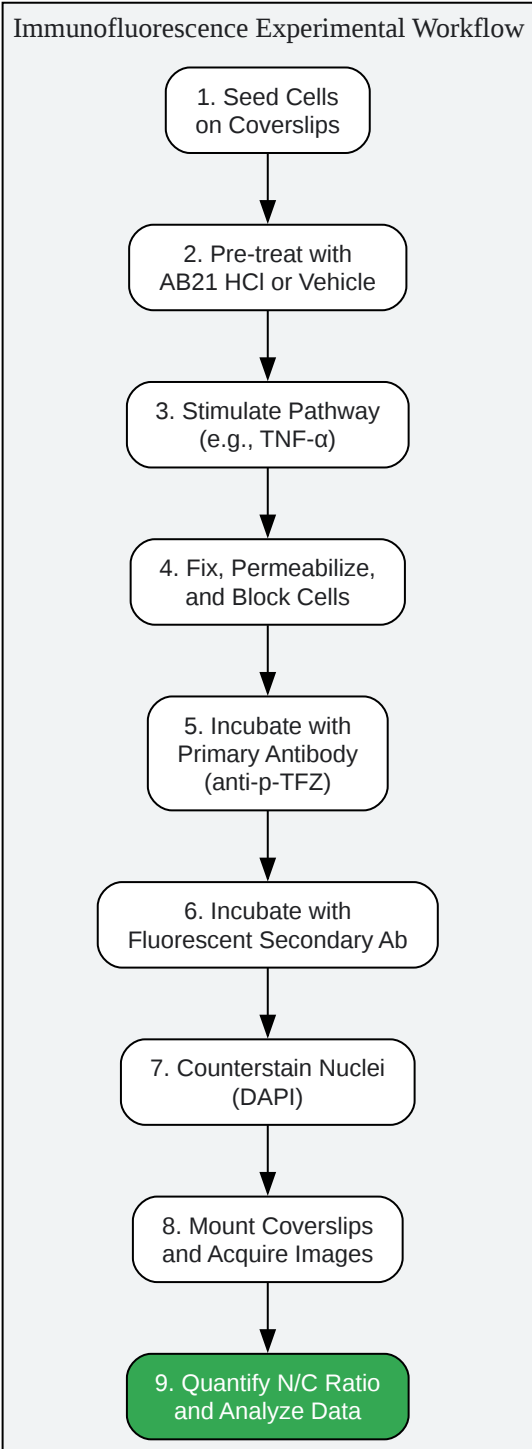 Immunofluorescence Experimental Workflow
1. Seed Cells
on Coverslips
2. Pre-treat with
AB21 HCl or Vehicle
3. Stimulate Pathway
(e.g., TNF-α)
4. Fix, Permeabilize,
and Block Cells
5. Incubate with
Primary Antibody
(anti-p-TFZ)
6. Incubate with
Fluorescent Secondary Ab
7. Counterstain Nuclei
(DAPI)
8. Mount Coverslips
and Acquire Images
9. Quantify N/C Ratio
and Analyze Data